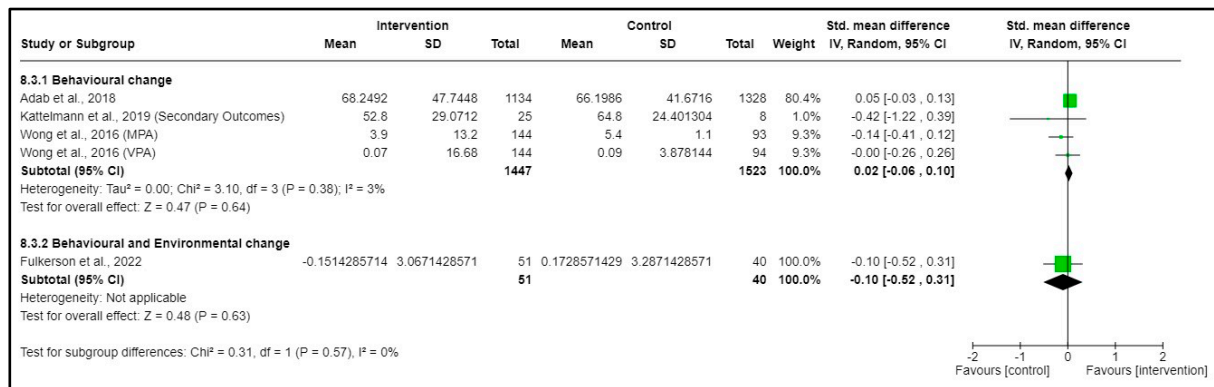 Intervention Control Std. mean difference Std. mean difference
Study or Subgroup Mean SD Total Mean SD Total Weight IV, Random, 95% CI IV, Random, 95% CI
8.3.1 Behavioural change
Adab et al., 2018 68.2492 47.7448 1134 66.1986 41.6716 1328 80.4% 0.05 [-0.03 , 0.13]
Kattelmann et al., 2019 (Secondary Outcomes) 52.8 29.0712 25 64.8 24.401304 8 1.0% -0.42 [-1.22 , 0.39]
Wong et al., 2016 (MPA) 3.9 13.2 144 5.4 1.1 93 9.3% -0.14 [-0.41 , 0.12]
Wong et al., 2016 (VPA) 0.07 16.68 144 0.09 3.878144 94 9.3% -0.00 [-0.26 , 0.26]
Subtotal (95% CI) 1447 1523 100.0% 0.02 [-0.06 , 0.10]
Heterogeneity: Tau² = 0.00; Chi² = 3.10, df = 3 (P = 0.38); I² = 3%
Test for overall effect: Z = 0.47 (P = 0.64)
8.3.2 Behavioural and Environmental change
Fulkerson et al., 2022 -0.1514285714 3.0671428571 51 0.1728571429 3.2871428571 40 100.0% -0.10 [-0.52 , 0.31]
Subtotal (95% CI) 51 40 100.0% -0.10 [-0.52 , 0.31]
Heterogeneity: Not applicable
Test for overall effect: Z = 0.48 (P = 0.63)
Test for subgroup differences: Chi² = 0.31, df = 1 (P = 0.57), I² = 0%
-2 -1 0 1 2
Favours [control] Favours [intervention]